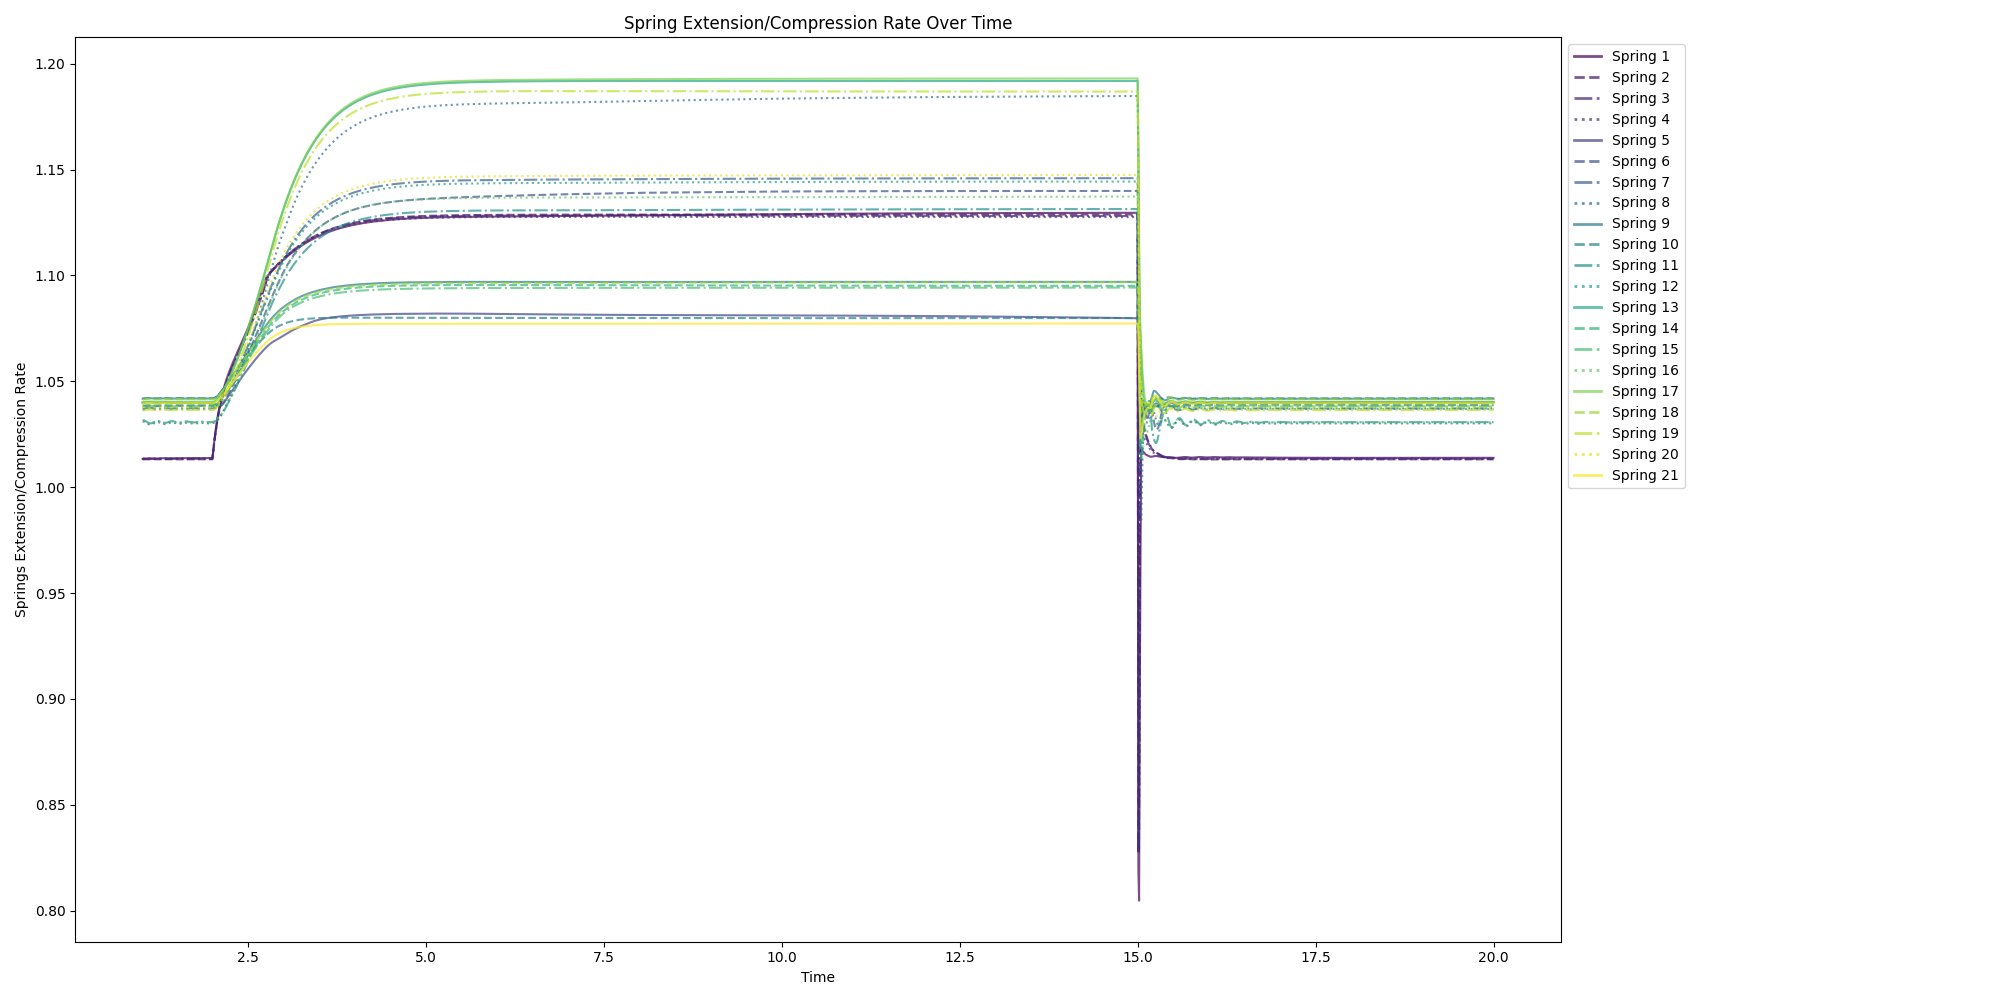 Spring Extension/Compression Rate Over Time
Springs Extension/Compression Rate
1.20
1.15
1.10
1.05
1.00
0.95
0.90
0.85
0.80
2.5
5.0
7.5
10.0
12.5
15.0
17.5
20.0
Time
Spring 1
Spring 2
Spring 3
Spring 4
Spring 5
Spring 6
Spring 7
Spring 8
Spring 9
Spring 10
Spring 11
Spring 12
Spring 13
Spring 14
Spring 15
Spring 16
Spring 17
Spring 18
Spring 19
Spring 20
Spring 21